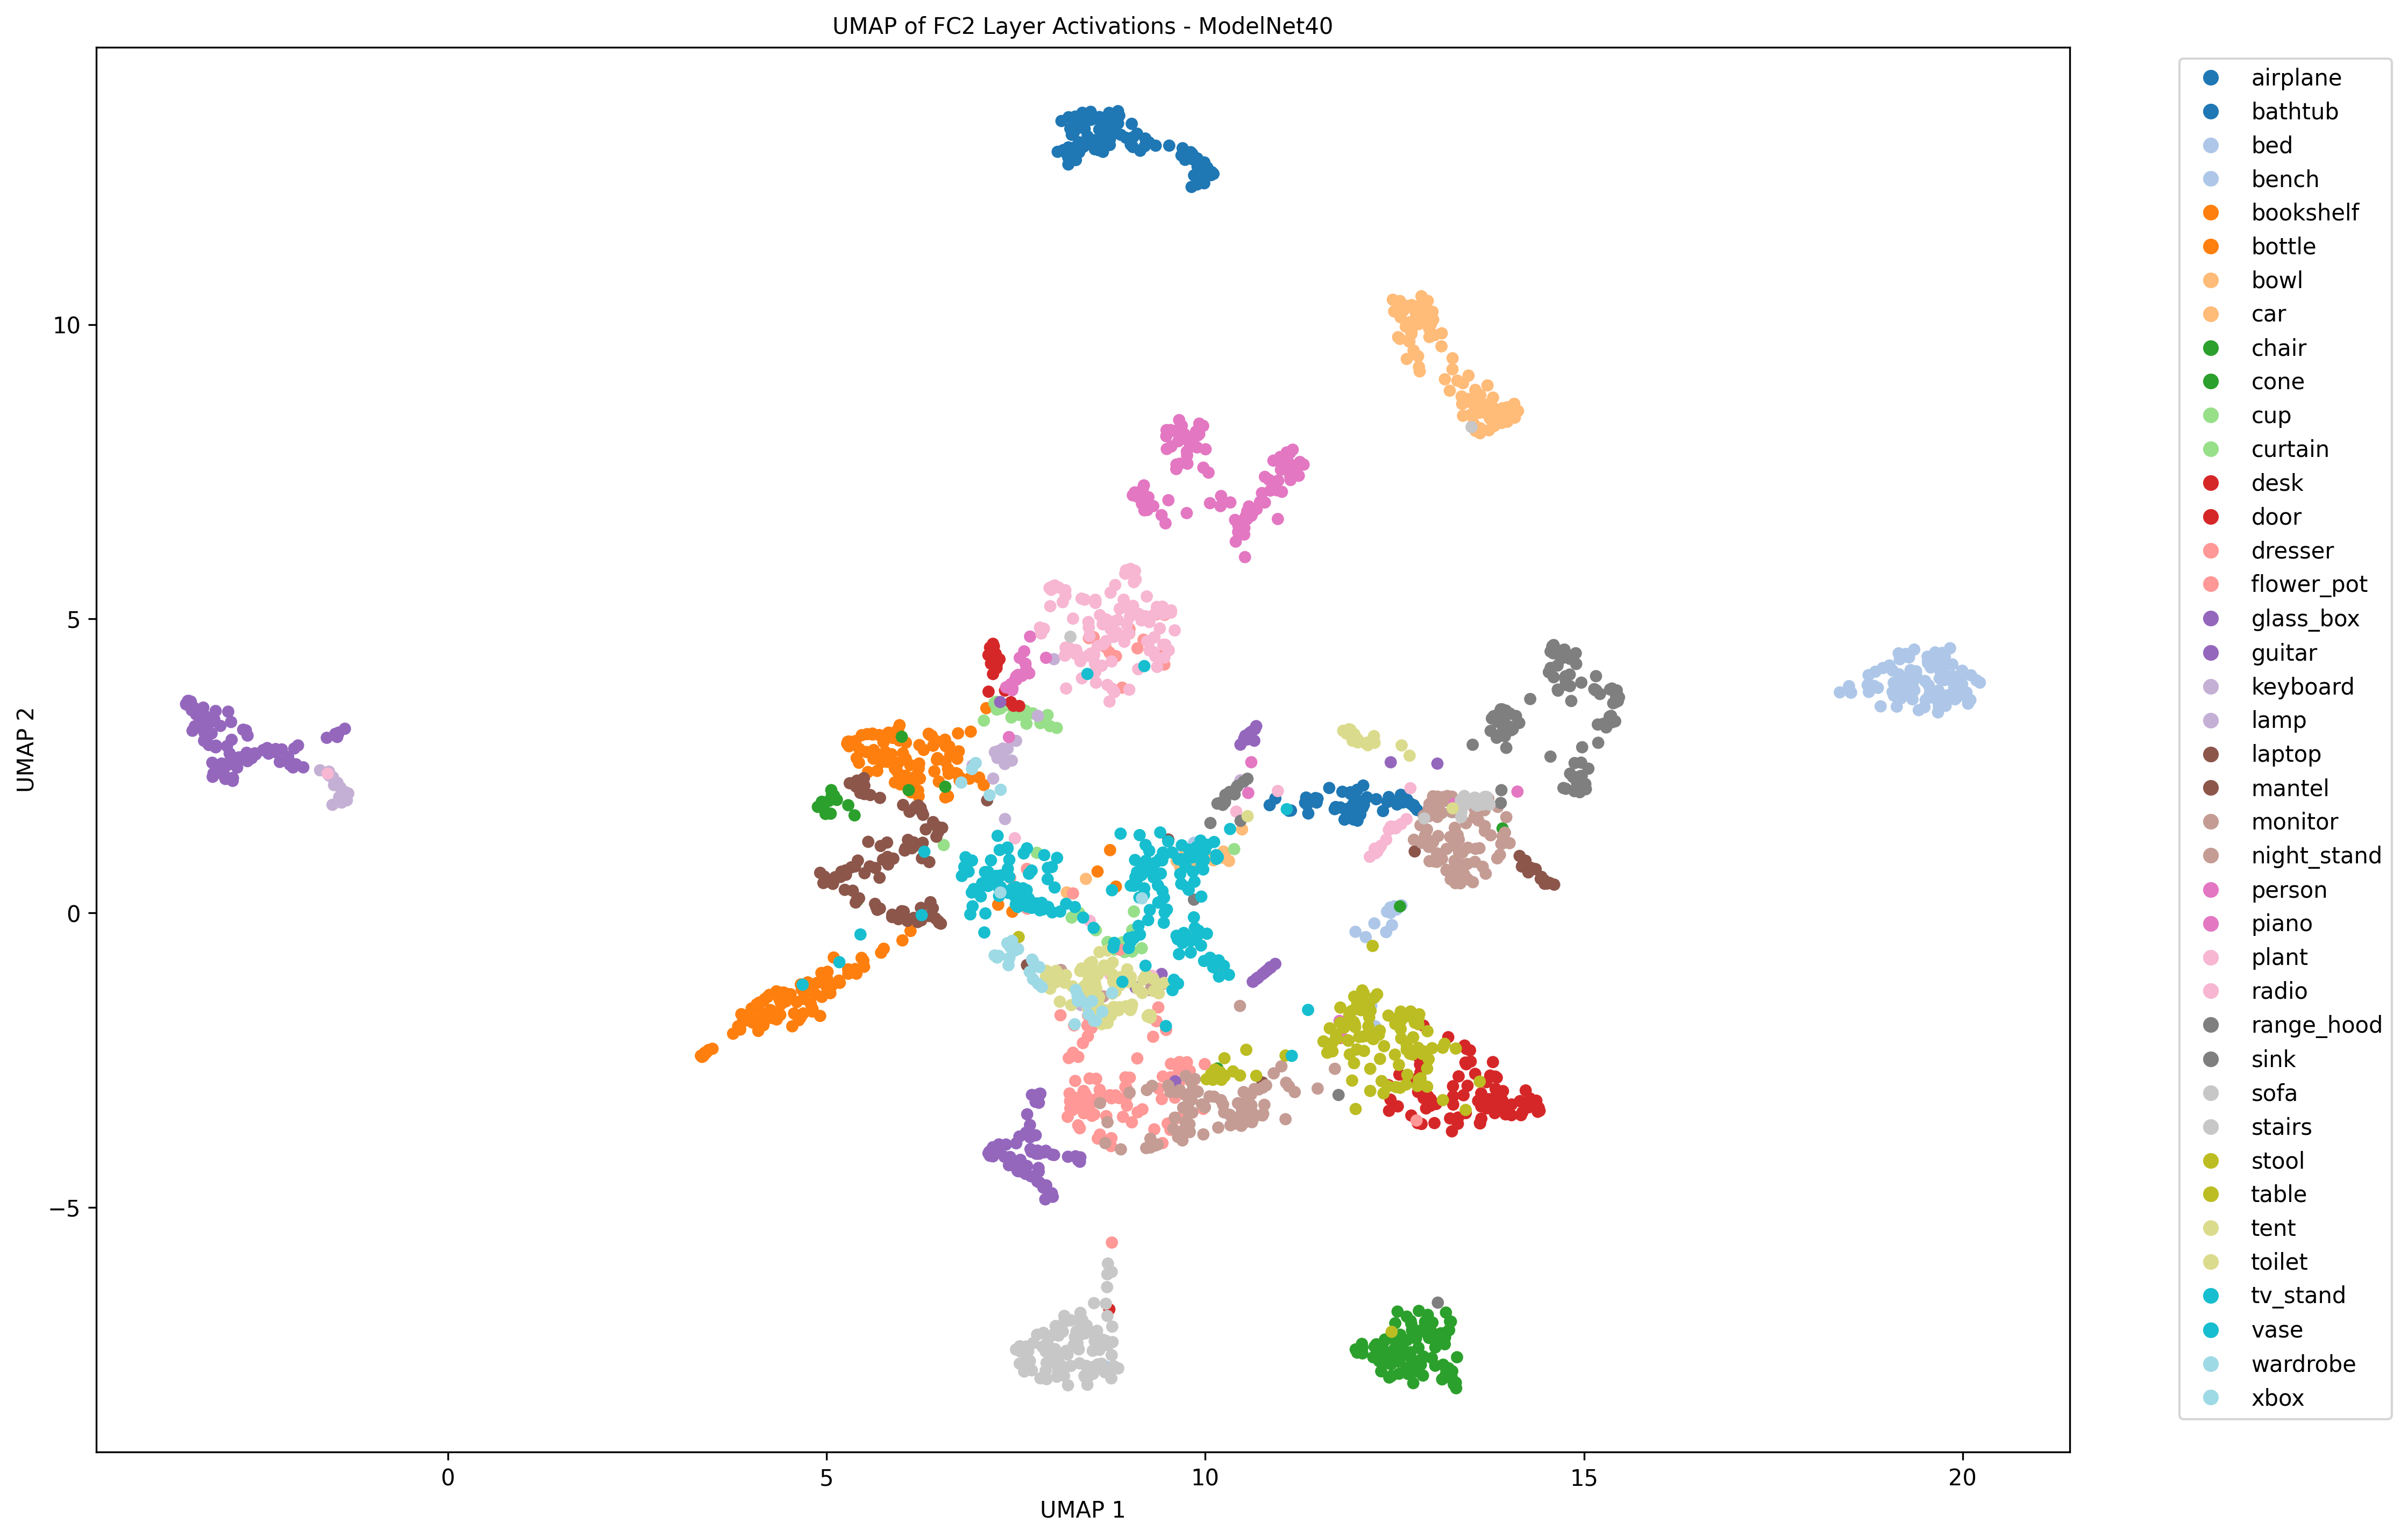 UMAP of FC2 Layer Activations - ModelNet40
10
5
0
−5
UMAP 2
0
5
10
15
20
UMAP 1
airplane
bathtub
bed
bench
bookshelf
bottle
bowl
car
chair
cone
cup
curtain
desk
door
dresser
flower_pot
glass_box
guitar
keyboard
lamp
laptop
mantel
monitor
night_stand
person
piano
plant
radio
range_hood
sink
sofa
stairs
stool
table
tent
toilet
tv_stand
vase
wardrobe
xbox